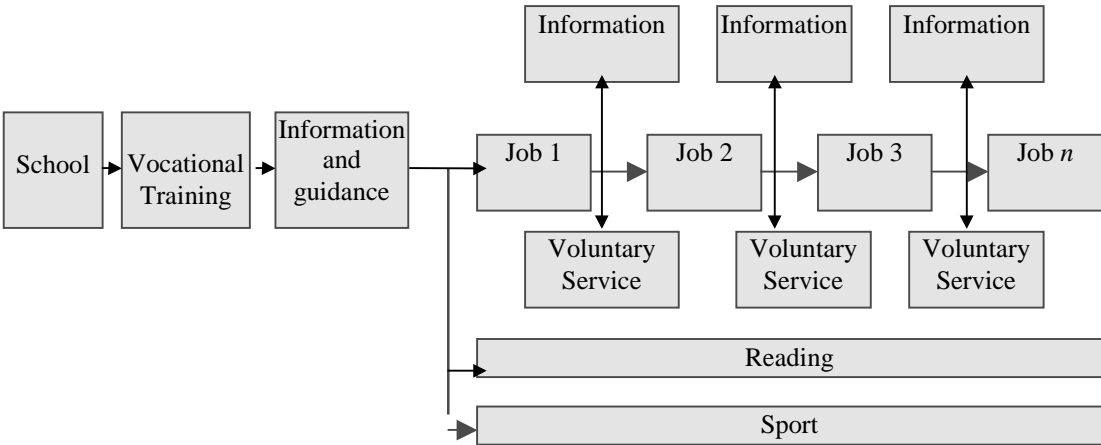 Information
Information
Information
School
Vocational
Training
Information
and
guidance
Job 1
Job 2
Job 3
Job n
Voluntary
Service
Voluntary
Service
Voluntary
Service
Reading
Sport